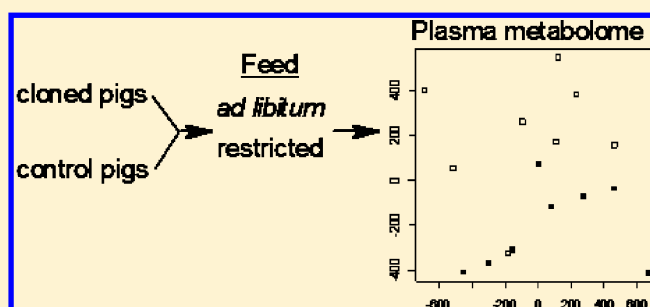 Plasma metabolome
Feed
cloned pigs
ad libitum
restricted
control pigs
400
200
0
-200
-400
-600 -200 0 200 400 600